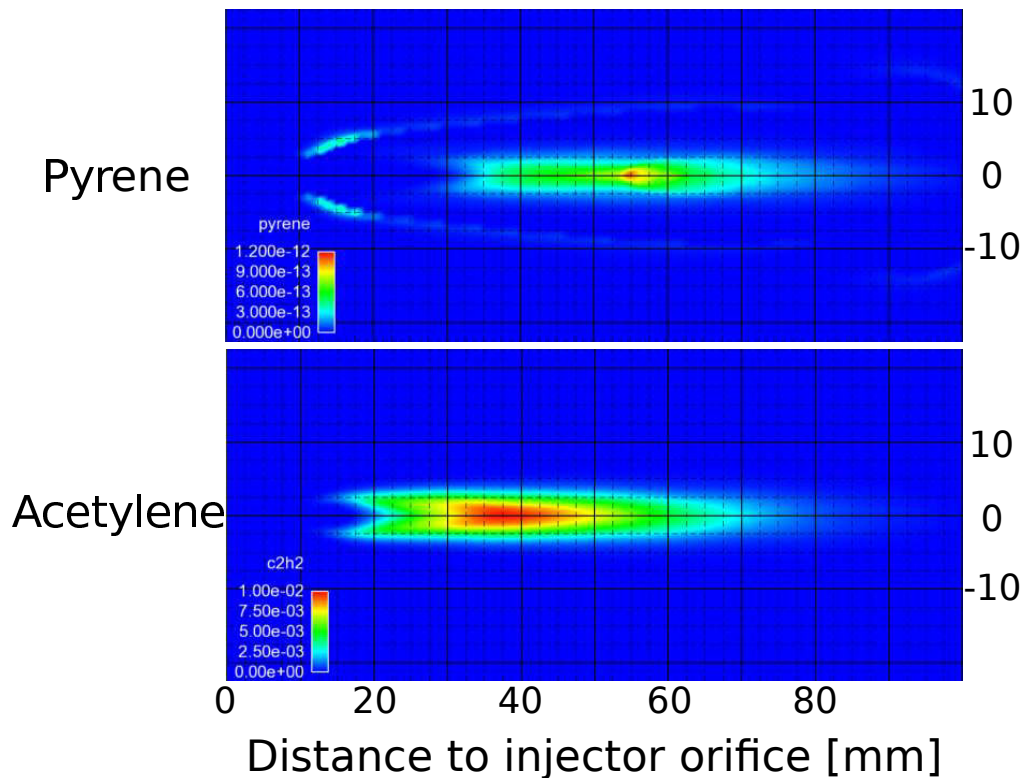 Pyrene
10
0
-10
pyrene
1.200e-12
9.000e-13
6.000e-13
3.000e-13
0.000e+00
Acetylene
10
0
-10
c2h2
1.00e-02
7.50e-03
5.00e-03
2.50e-03
0.00e+00
0 20 40 60 80
Distance to injector orifice [mm]